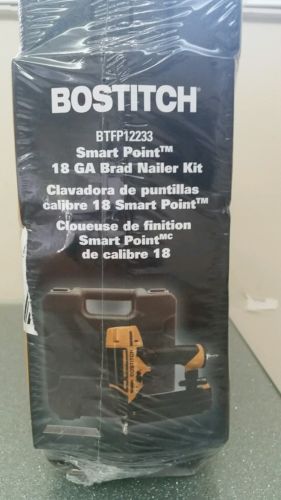 BOSTITCH®
BTFP12233
Smart Point™
18 GA Brad Nailer Kit
Clavadora de puntillas
calibre 18 Smart Point™
Cloueuse de finition
Smart Point MC
de calibre 18
BOSTITCH